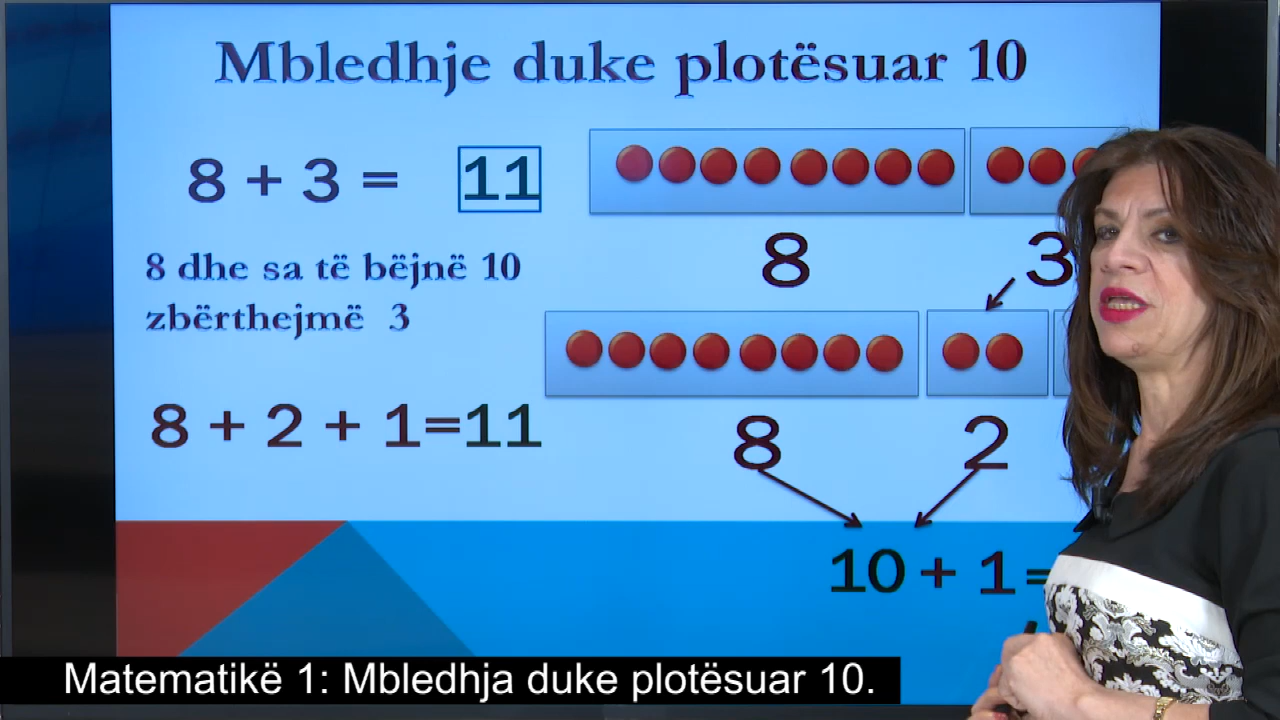 Mbledhje duke plotësuar 10
8 + 3 = 11
8 3
8 dhe sa të bëjnë 10
zbërthejmë 3
8 + 2 + 1=11
8 2
10 + 1 =
Matematikë 1: Mbledhja duke plotësuar 10.